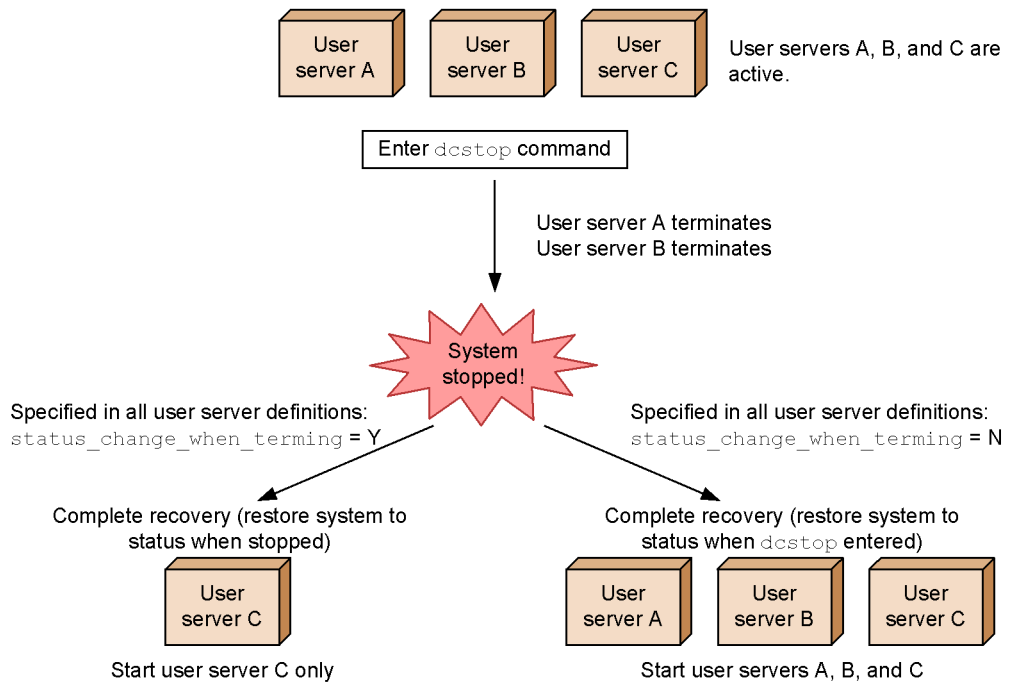 User
server A
User
server B
User
server C
User servers A, B, and C are
active.
Enter dcstop command
User server A terminates
User server B terminates
System
stopped!
Specified in all user server definitions:
status_change_when_terming = Y
Specified in all user server definitions:
status_change_when_terming = N
Complete recovery (restore system to
status when stopped)
Complete recovery (restore system to
status when dcstop entered)
User
server C
User
server A
User
server B
User
server C
Start user server C only
Start user servers A, B, and C